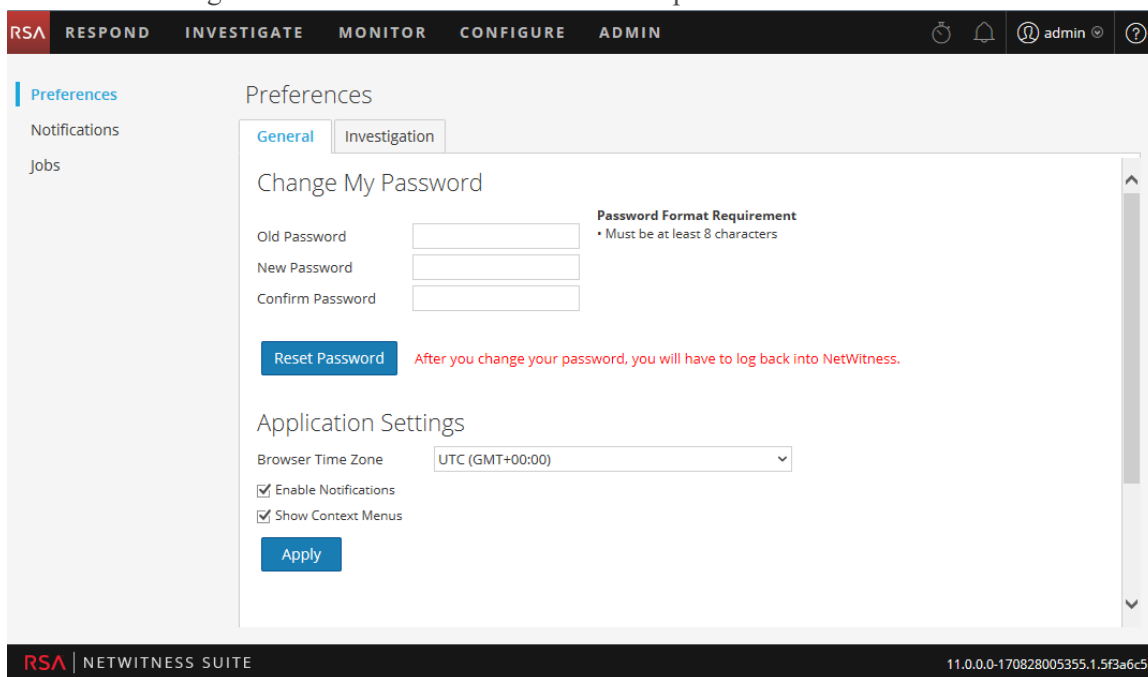 RSA RESPOND INVESTIGATE MONITOR CONFIGURE ADMIN admin ?
Preferences
Notifications
Jobs
Preferences
General Investigation
Change My Password
Old Password
New Password
Confirm Password
Password Format Requirement
• Must be at least 8 characters
Reset Password After you change your password, you will have to log back into NetWitness.
Application Settings
Browser Time Zone UTC (GMT+00:00)
Enable Notifications
Show Context Menus
Apply
RSA NETWITNESS SUITE 11.0.0.0-170828005355.1.5f3a6c5